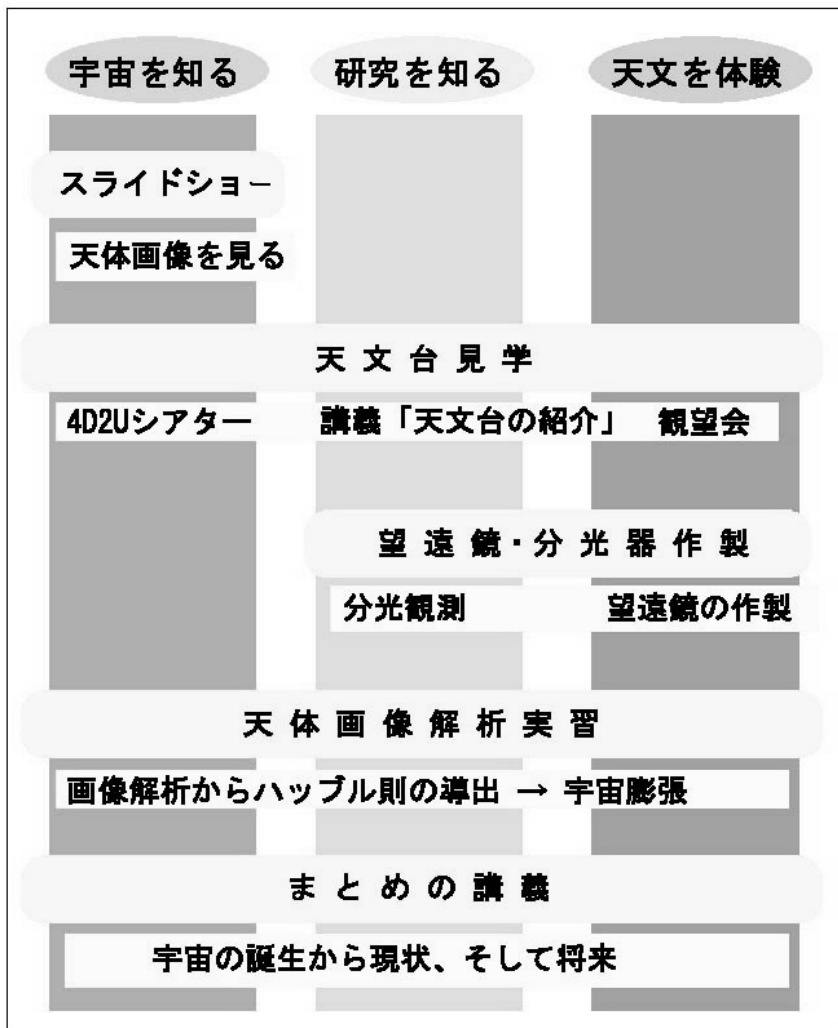 宇宙を知る 研究を知る 天文を体験
スライドショー
天体画像を見る
天文台見学
4D2Uシアター 講義「天文台の紹介」 観望会
望遠鏡・分光器作製
分光観測 望遠鏡の作製
天体画像解析実習
画像解析からハッブル則の導出 → 宇宙膨張
まとめの講義
宇宙の誕生から現状、そして将来